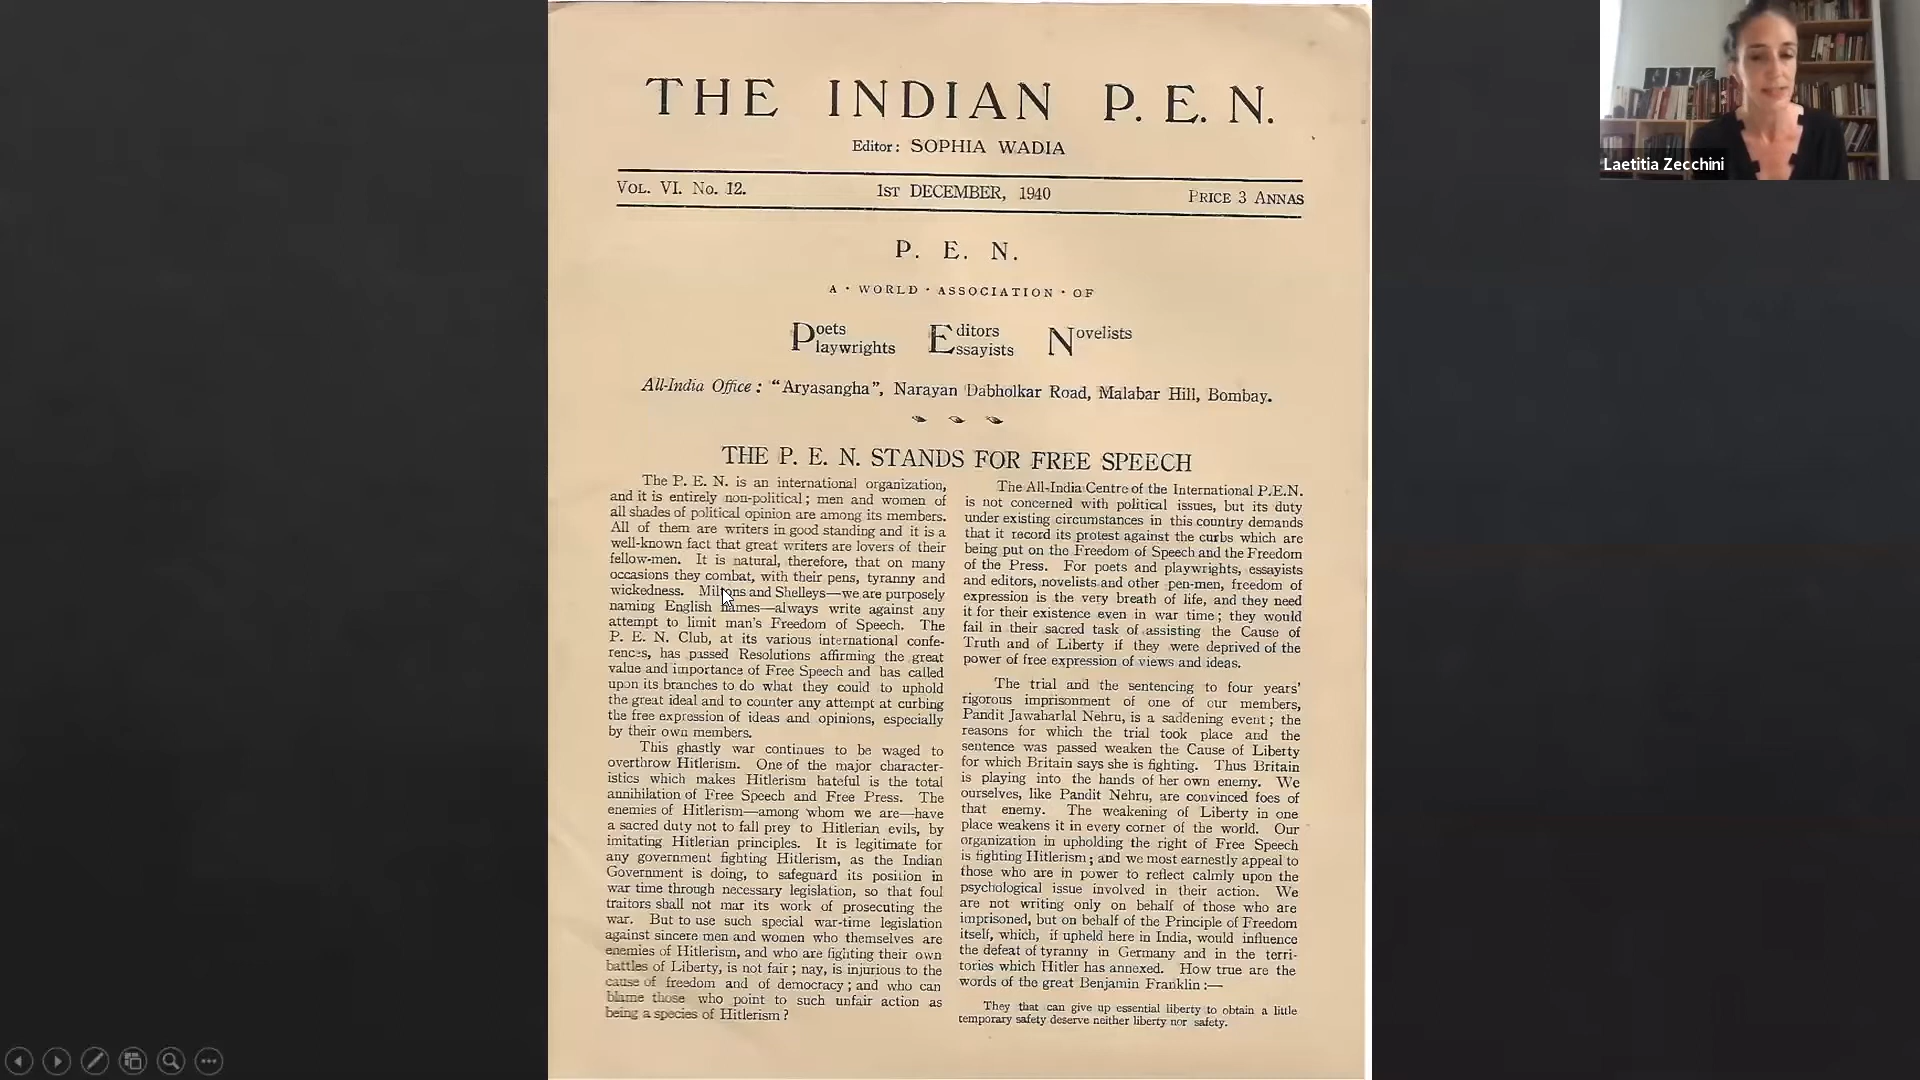 THE INDIAN P. E. N.
Editor: SOPHIA WADIA
VOL. VI. No. 12.
1ST DECEMBER, 1940
PRICE 3 ANNAS
P. E. N.
A · WORLD · ASSOCIATION · OF
Poets Playwrights
Editors Essayists
Novelists
All-India Office : "Aryasangha", Narayan Dabholkar Road, Malabar Hill, Bombay.
THE P. E. N. STANDS FOR FREE SPEECH
The P. E. N. is an international organization,
and it is entirely non-political ; men and women of
all shades of political opinion are among its members.
All of them are writers in good standing and it is a
well-known fact that great writers are lovers of their
fellow-men. It is natural, therefore, that on many
occasions they combat, with their pens, tyranny and
wickedness. Miltons and Shelleys—we are purposely
naming English names—always write against any
attempt to limit man's Freedom of Speech. The
P. E. N. Club, at its various international confe-
rences, has passed Resolutions affirming the great
value and importance of Free Speech and has called
upon its branches to do what they could to uphold
the great ideal and to counter any attempt at curbing
the free expression of ideas and opinions, especially
by their own members.
This ghastly war continues to be waged to
overthrow Hitlerism. One of the major character-
istics which makes Hitlerism hateful is the total
annihilation of Free Speech and Free Press. The
enemies of Hitlerism—among whom we are—have
a sacred duty not to fall prey to Hitlerian evils, by
imitating Hitlerian principles. It is legitimate for
any government fighting Hitlerism, as the Indian
Government is doing, to safeguard its position in
war time through necessary legislation, so that foul
traitors shall not mar its work of prosecuting the
war. But to use such special war-time legislation
against sincere men and women who themselves are
enemies of Hitlerism, and who are fighting their own
battles of Liberty, is not fair ; nay, is injurious to the
cause of freedom and of democracy ; and who can
blame those who point to such unfair action as
being a species of Hitlerism ?
The All-India Centre of the International P.E.N.
is not concerned with political issues, but its duty
under existing circumstances in this country demands
that it record its protest against the curbs which are
being put on the Freedom of Speech and the Freedom
of the Press. For poets and playwrights, essayists
and editors, novelists and other pen-men, freedom of
expression is the very breath of life, and they need
it for their existence even in war time ; they would
fail in their sacred task of assisting the Cause of
Truth and of Liberty if they were deprived of the
power of free expression of views and ideas.
The trial and the sentencing to four years'
rigorous imprisonment of one of our members,
Pandit Jawaharlal Nehru, is a saddening event ; the
reasons for which the trial took place and the
sentence was passed weaken the Cause of Liberty
for which Britain says she is fighting. Thus Britain
is playing into the hands of her own enemy. We
ourselves, like Pandit Nehru, are convinced foes of
that enemy. The weakening of Liberty in one
place weakens it in every corner of the world. Our
organization in upholding the right of Free Speech
is fighting Hitlerism ; and we most earnestly appeal to
those who are in power to reflect calmly upon the
psychological issue involved in their action. We
are not writing only on behalf of those who are
imprisoned, but on behalf of the Principle of Freedom
itself, which, if upheld here in India, would influence
the defeat of tyranny in Germany and in the terri-
tories which Hitler has annexed. How true are the
words of the great Benjamin Franklin :—
They that can give up essential liberty to obtain a little
temporary safety deserve neither liberty nor safety.
Laetitia Zecchini